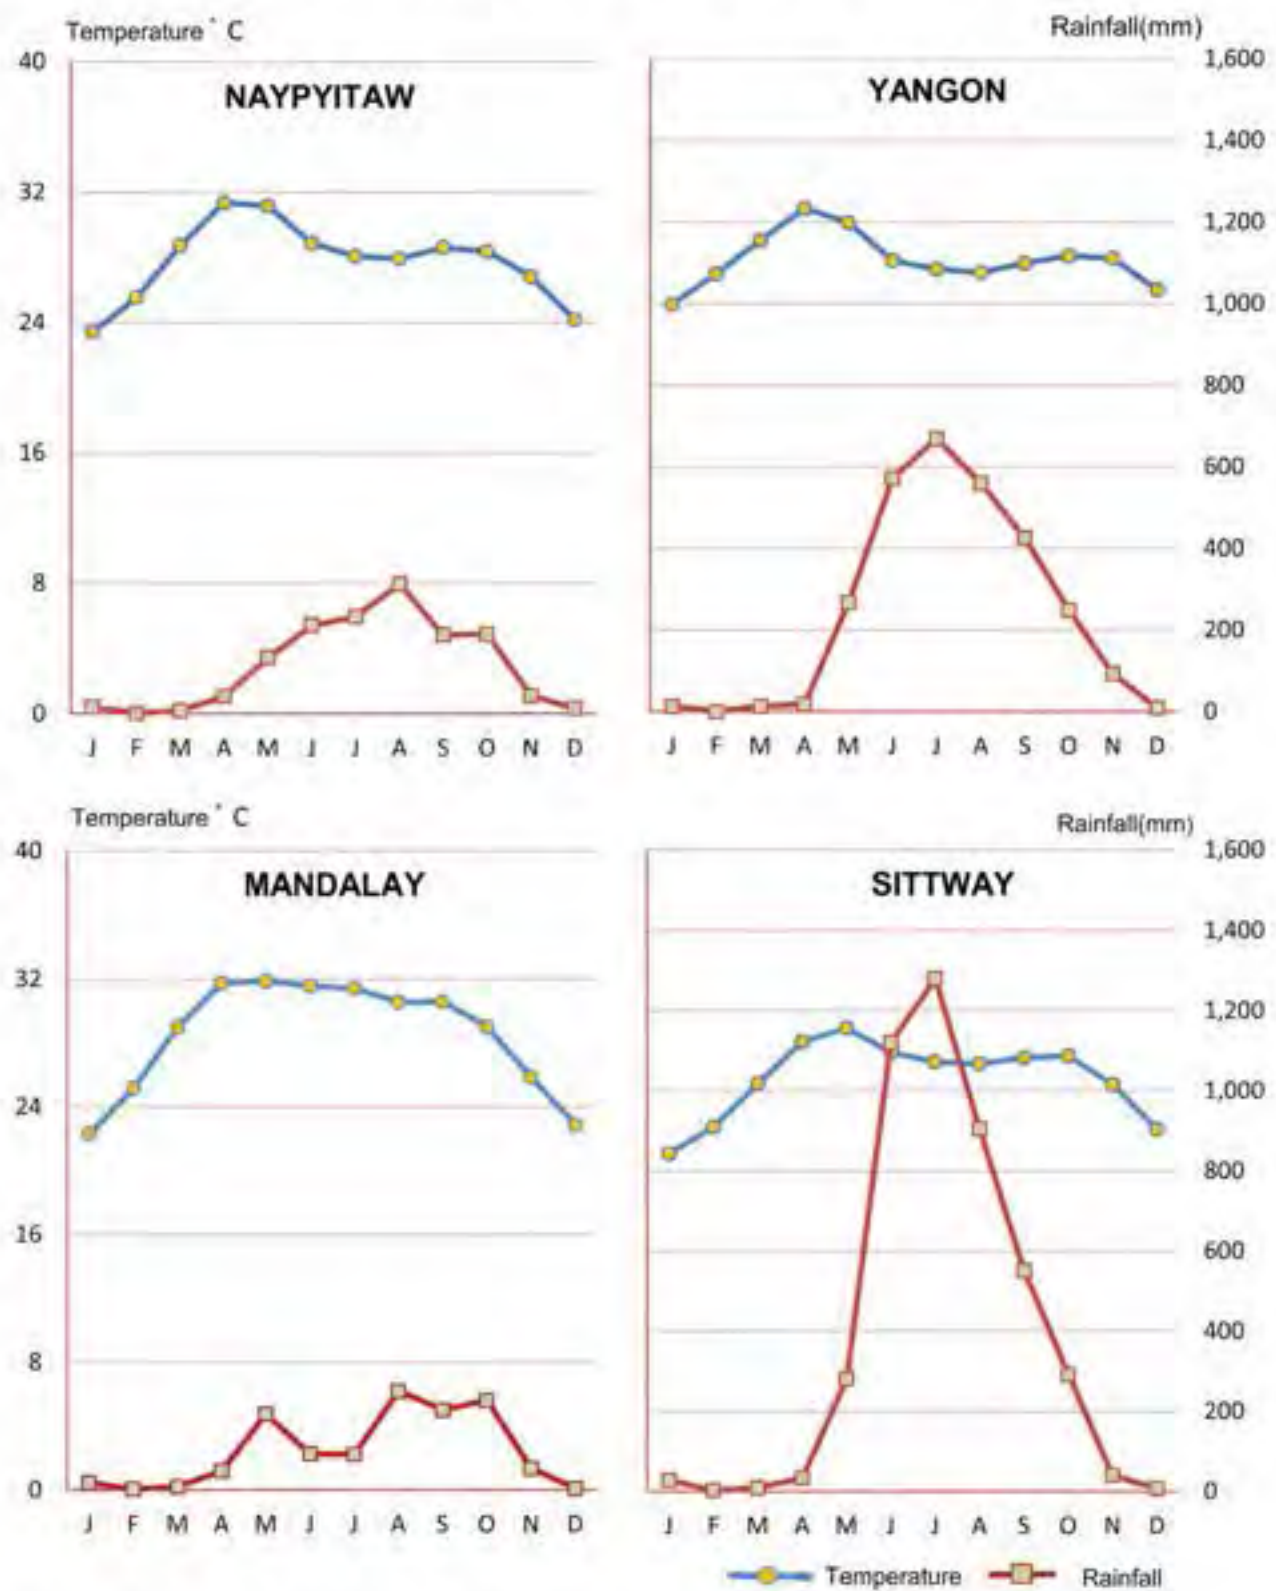 Temperature ° C
Rainfall(mm)
NAYPYITAW
YANGON
40
32
24
16
8
0
1,600
1,400
1,200
1,000
800
600
400
200
0
J F M A M J J A S O N D
J F M A M J J A S O N D
Temperature ° C
Rainfall(mm)
MANDALAY
SITTWAY
40
32
24
16
8
0
1,600
1,400
1,200
1,000
800
600
400
200
0
J F M A M J J A S O N D
J F M A M J J A S O N D
Temperature Rainfall